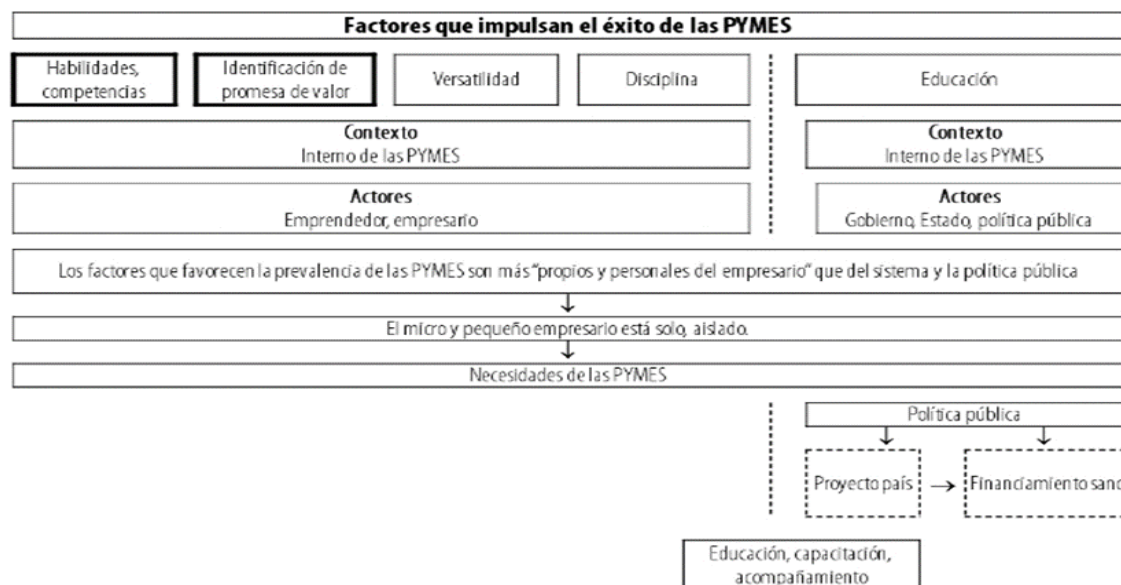 Factores que impulsan el éxito de las PYMES
Habilidades,
competencias
Identificación de
promesa de valor
Versatilidad
Disciplina
Educación
Contexto
Interno de las PYMES
Contexto
Interno de las PYMES
Actores
Emprendedor, empresario
Actores
Gobierno, Estado, política pública
Los factores que favorecen la prevalencia de las PYMES son más “propios y personales del empresario” que del sistema y la política pública
El micro y pequeño empresario está solo, aislado.
Necesidades de las PYMES
Política pública
Proyecto país
Financiamiento sano
Educación, capacitación,
acompañamiento